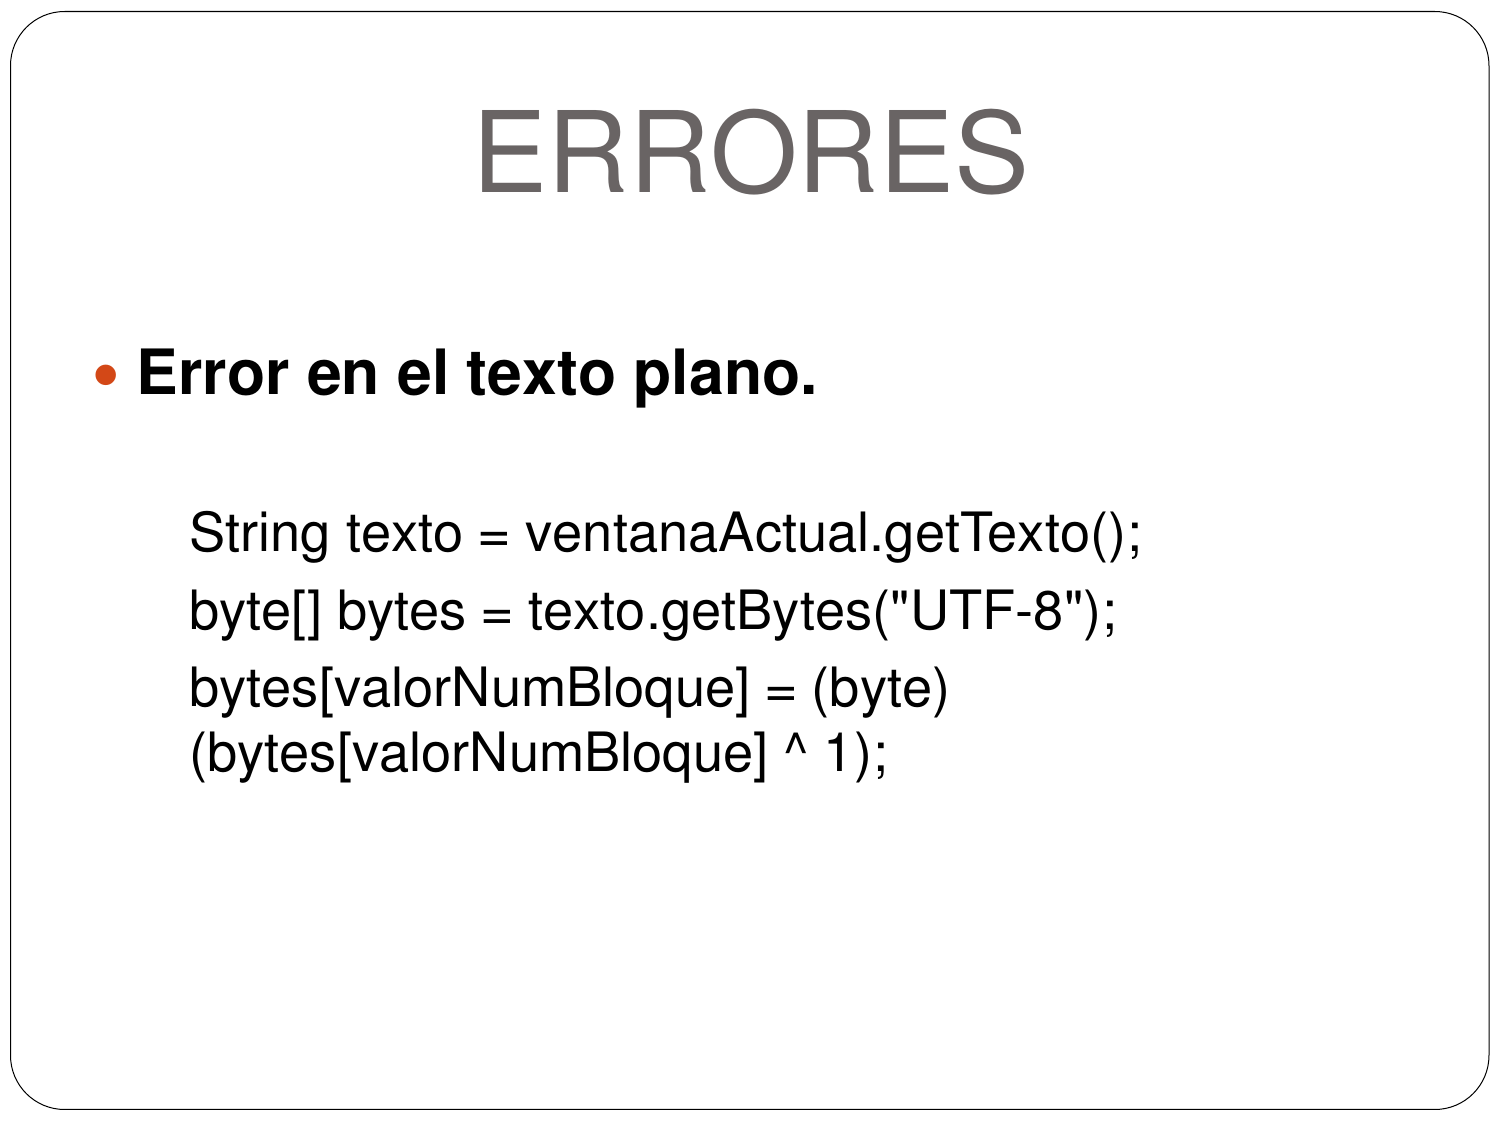 ERRORES
• Error en el texto plano.
String texto = ventanaActual.getTexto();
byte[] bytes = texto.getBytes("UTF-8");
bytes[valorNumBloque] = (byte)
(bytes[valorNumBloque] ^ 1);